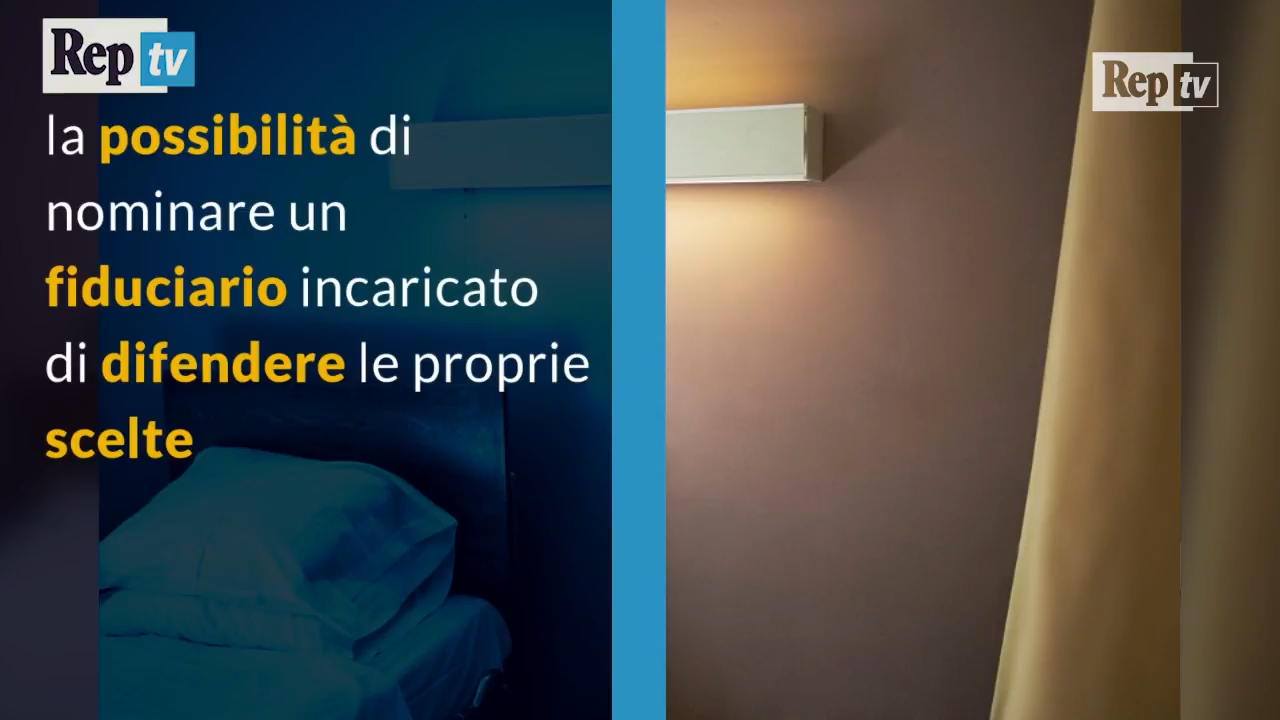 Rep tv
la possibilità di
nominare un
fiduciario incaricato
di difendere le proprie
scelte
Rep tv